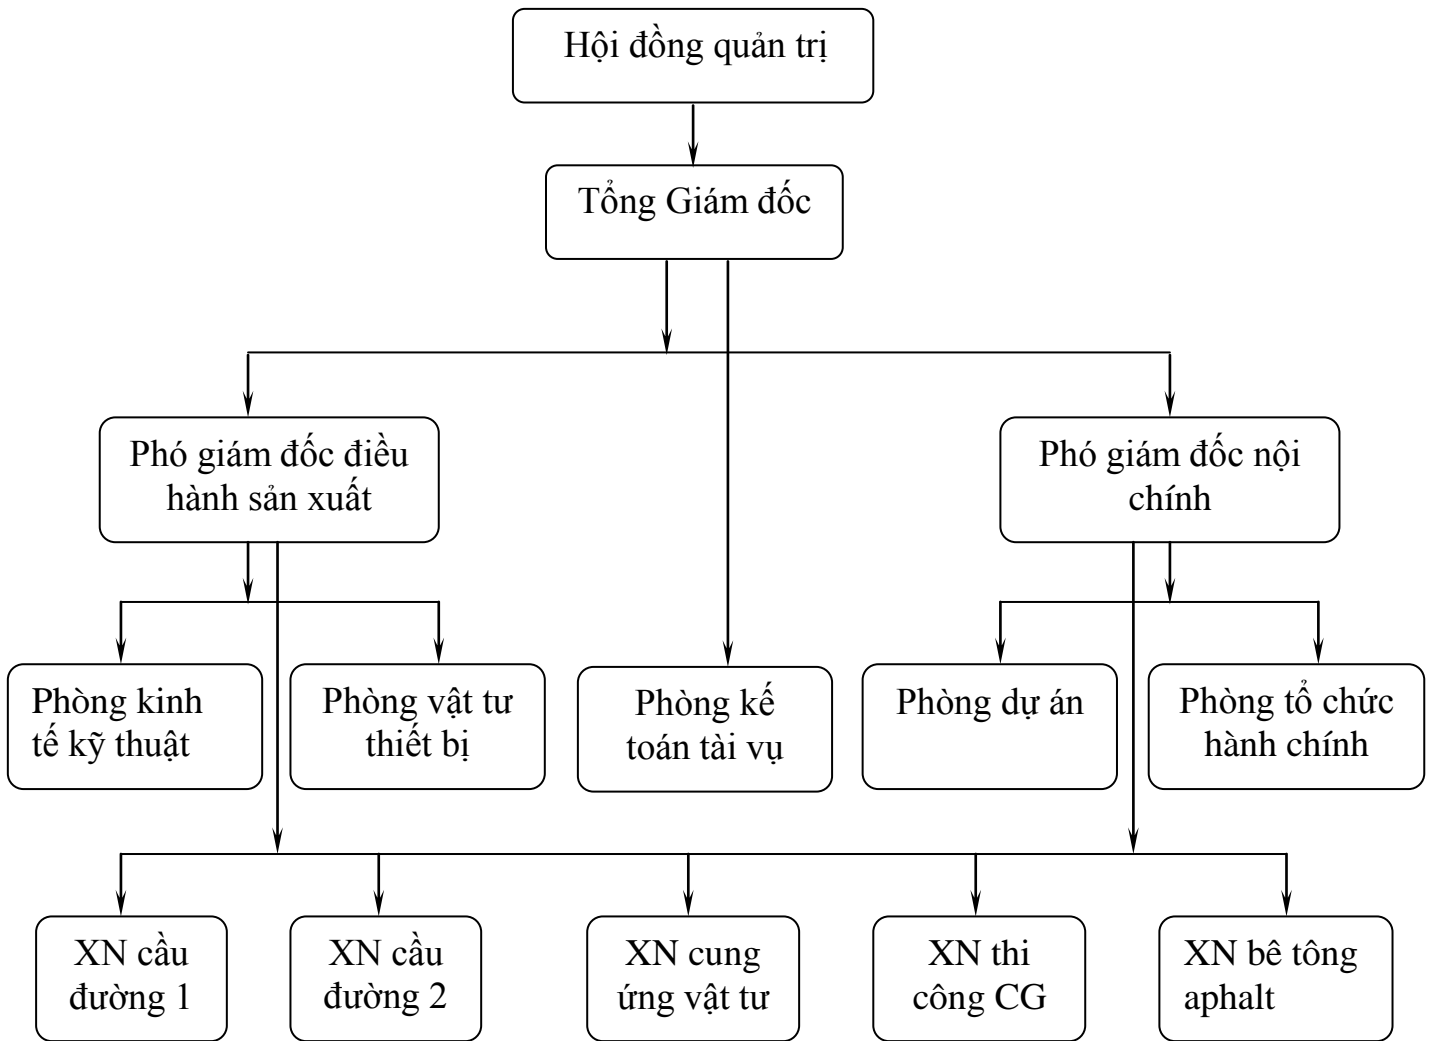 Hội đồng quản trị
Tổng Giám đốc
Phó giám đốc điều
hành sản xuất
Phó giám đốc nội
chính
Phòng kinh
tế kỹ thuật
Phòng vật tư
thiết bị
Phòng kế
toán tài vụ
Phòng dự án
Phòng tổ chức
hành chính
XN cầu
đường 1
XN cầu
đường 2
XN cung
ứng vật tư
XN thi
công CG
XN bê tông
aphalt